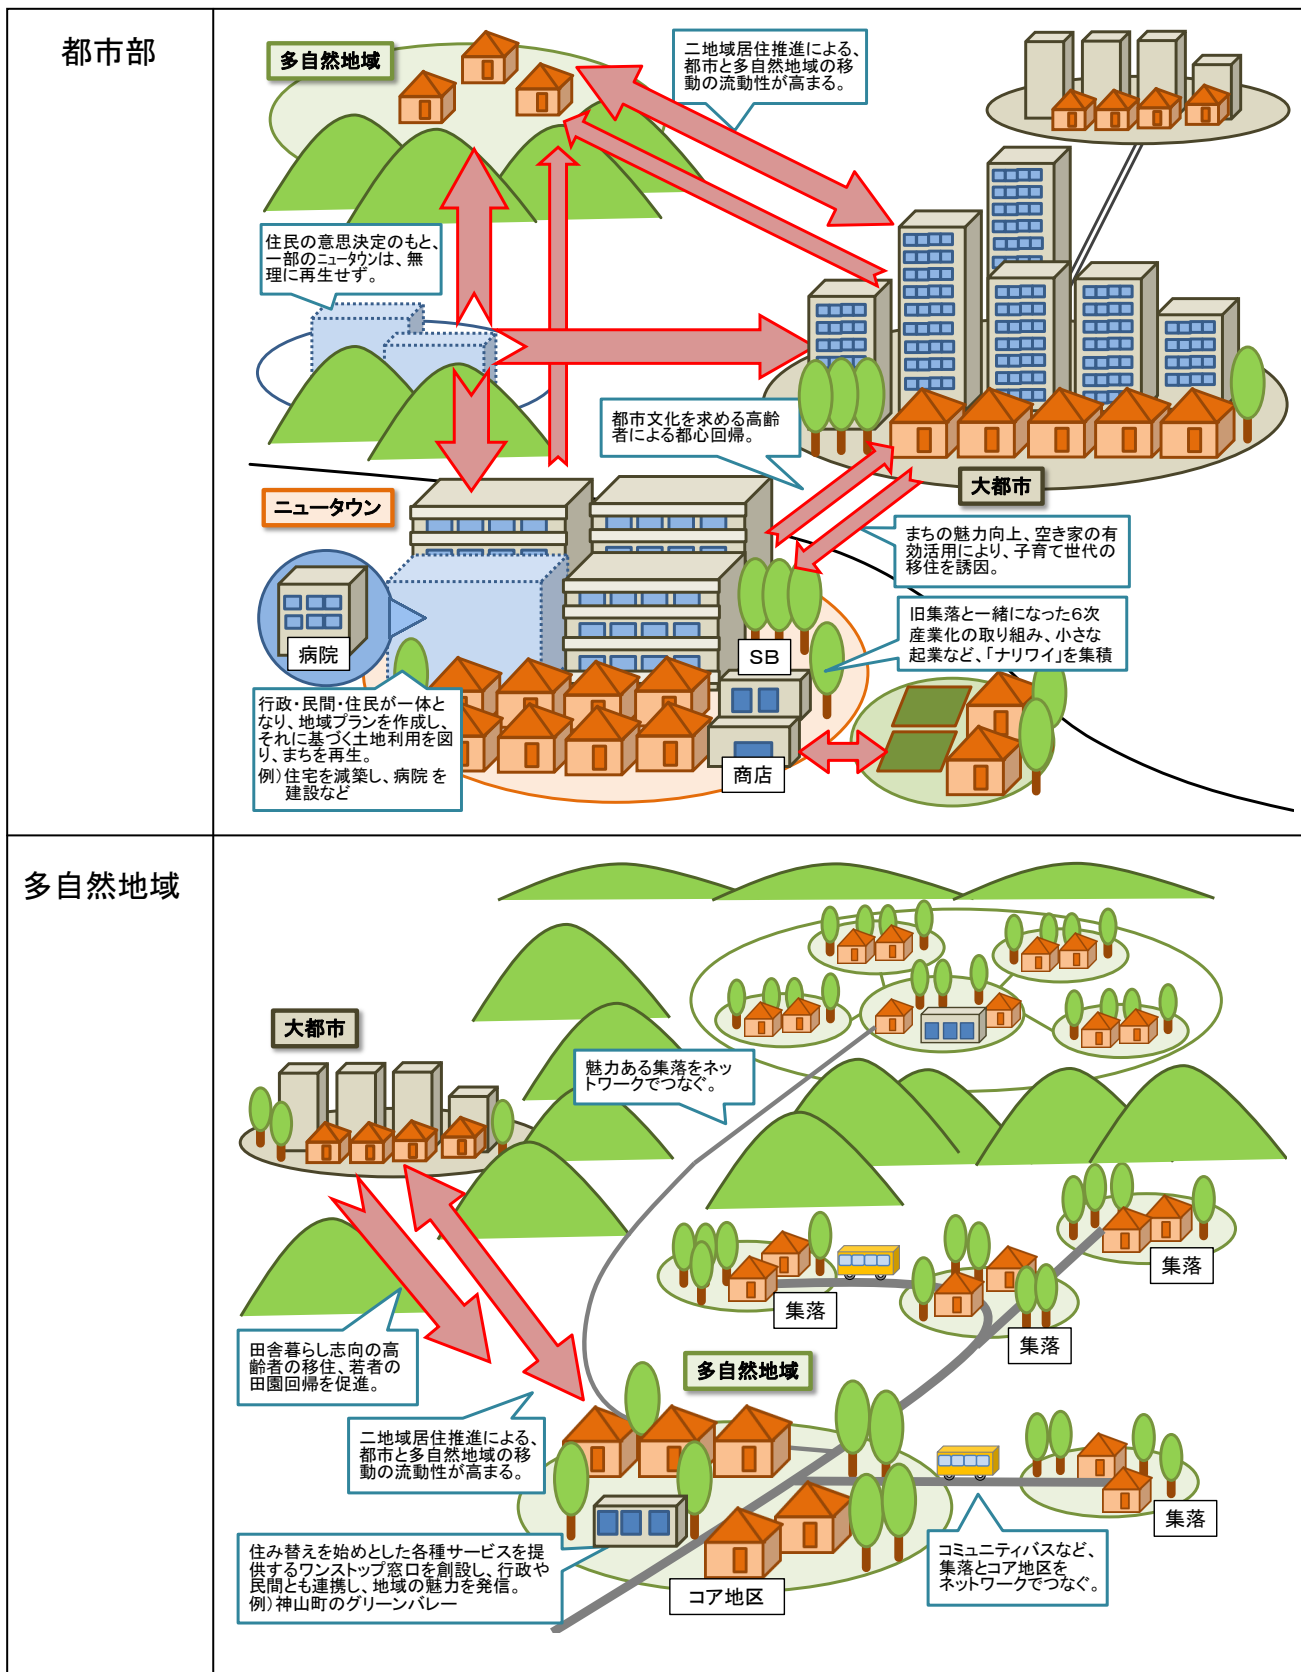 都市部
多自然地域
二地域居住推進による、
都市と多自然地域の移
動の流動性が高まる。
住民の意思決定のもと、
一部のニュータウンは、無
理に再生せず。
都市文化を求める高齢
者による都心回帰。
大都市
ニュータウン
まちの魅力向上、空き家の有
効活用により、子育て世代の
移住を誘因。
病院
SB
旧集落と一緒になった6次
産業化の取り組み、小さな
起業など、「ナリワイ」を集積
行政・民間・住民が一体と
なり、地域プランを作成し、
それに基づく土地利用を図
り、まちを再生。
例）住宅を減築し、病院を
建設など
商店
多自然地域
大都市
魅力ある集落をネッ
トワークでつなぐ。
集落
集落
集落
田舎暮らし志向の高
齢者の移住、若者の
田園回帰を促進。
多自然地域
二地域居住推進による、
都市と多自然地域の移
動の流動性が高まる。
集落
住み替えを始めとした各種サービスを提
供するワンストップ窓口を創設し、行政や
民間とも連携し、地域の魅力を発信。
例）神山町のグリーンバレー
コア地区
コミュニティバスなど、
集落とコア地区を
ネットワークでつなぐ。